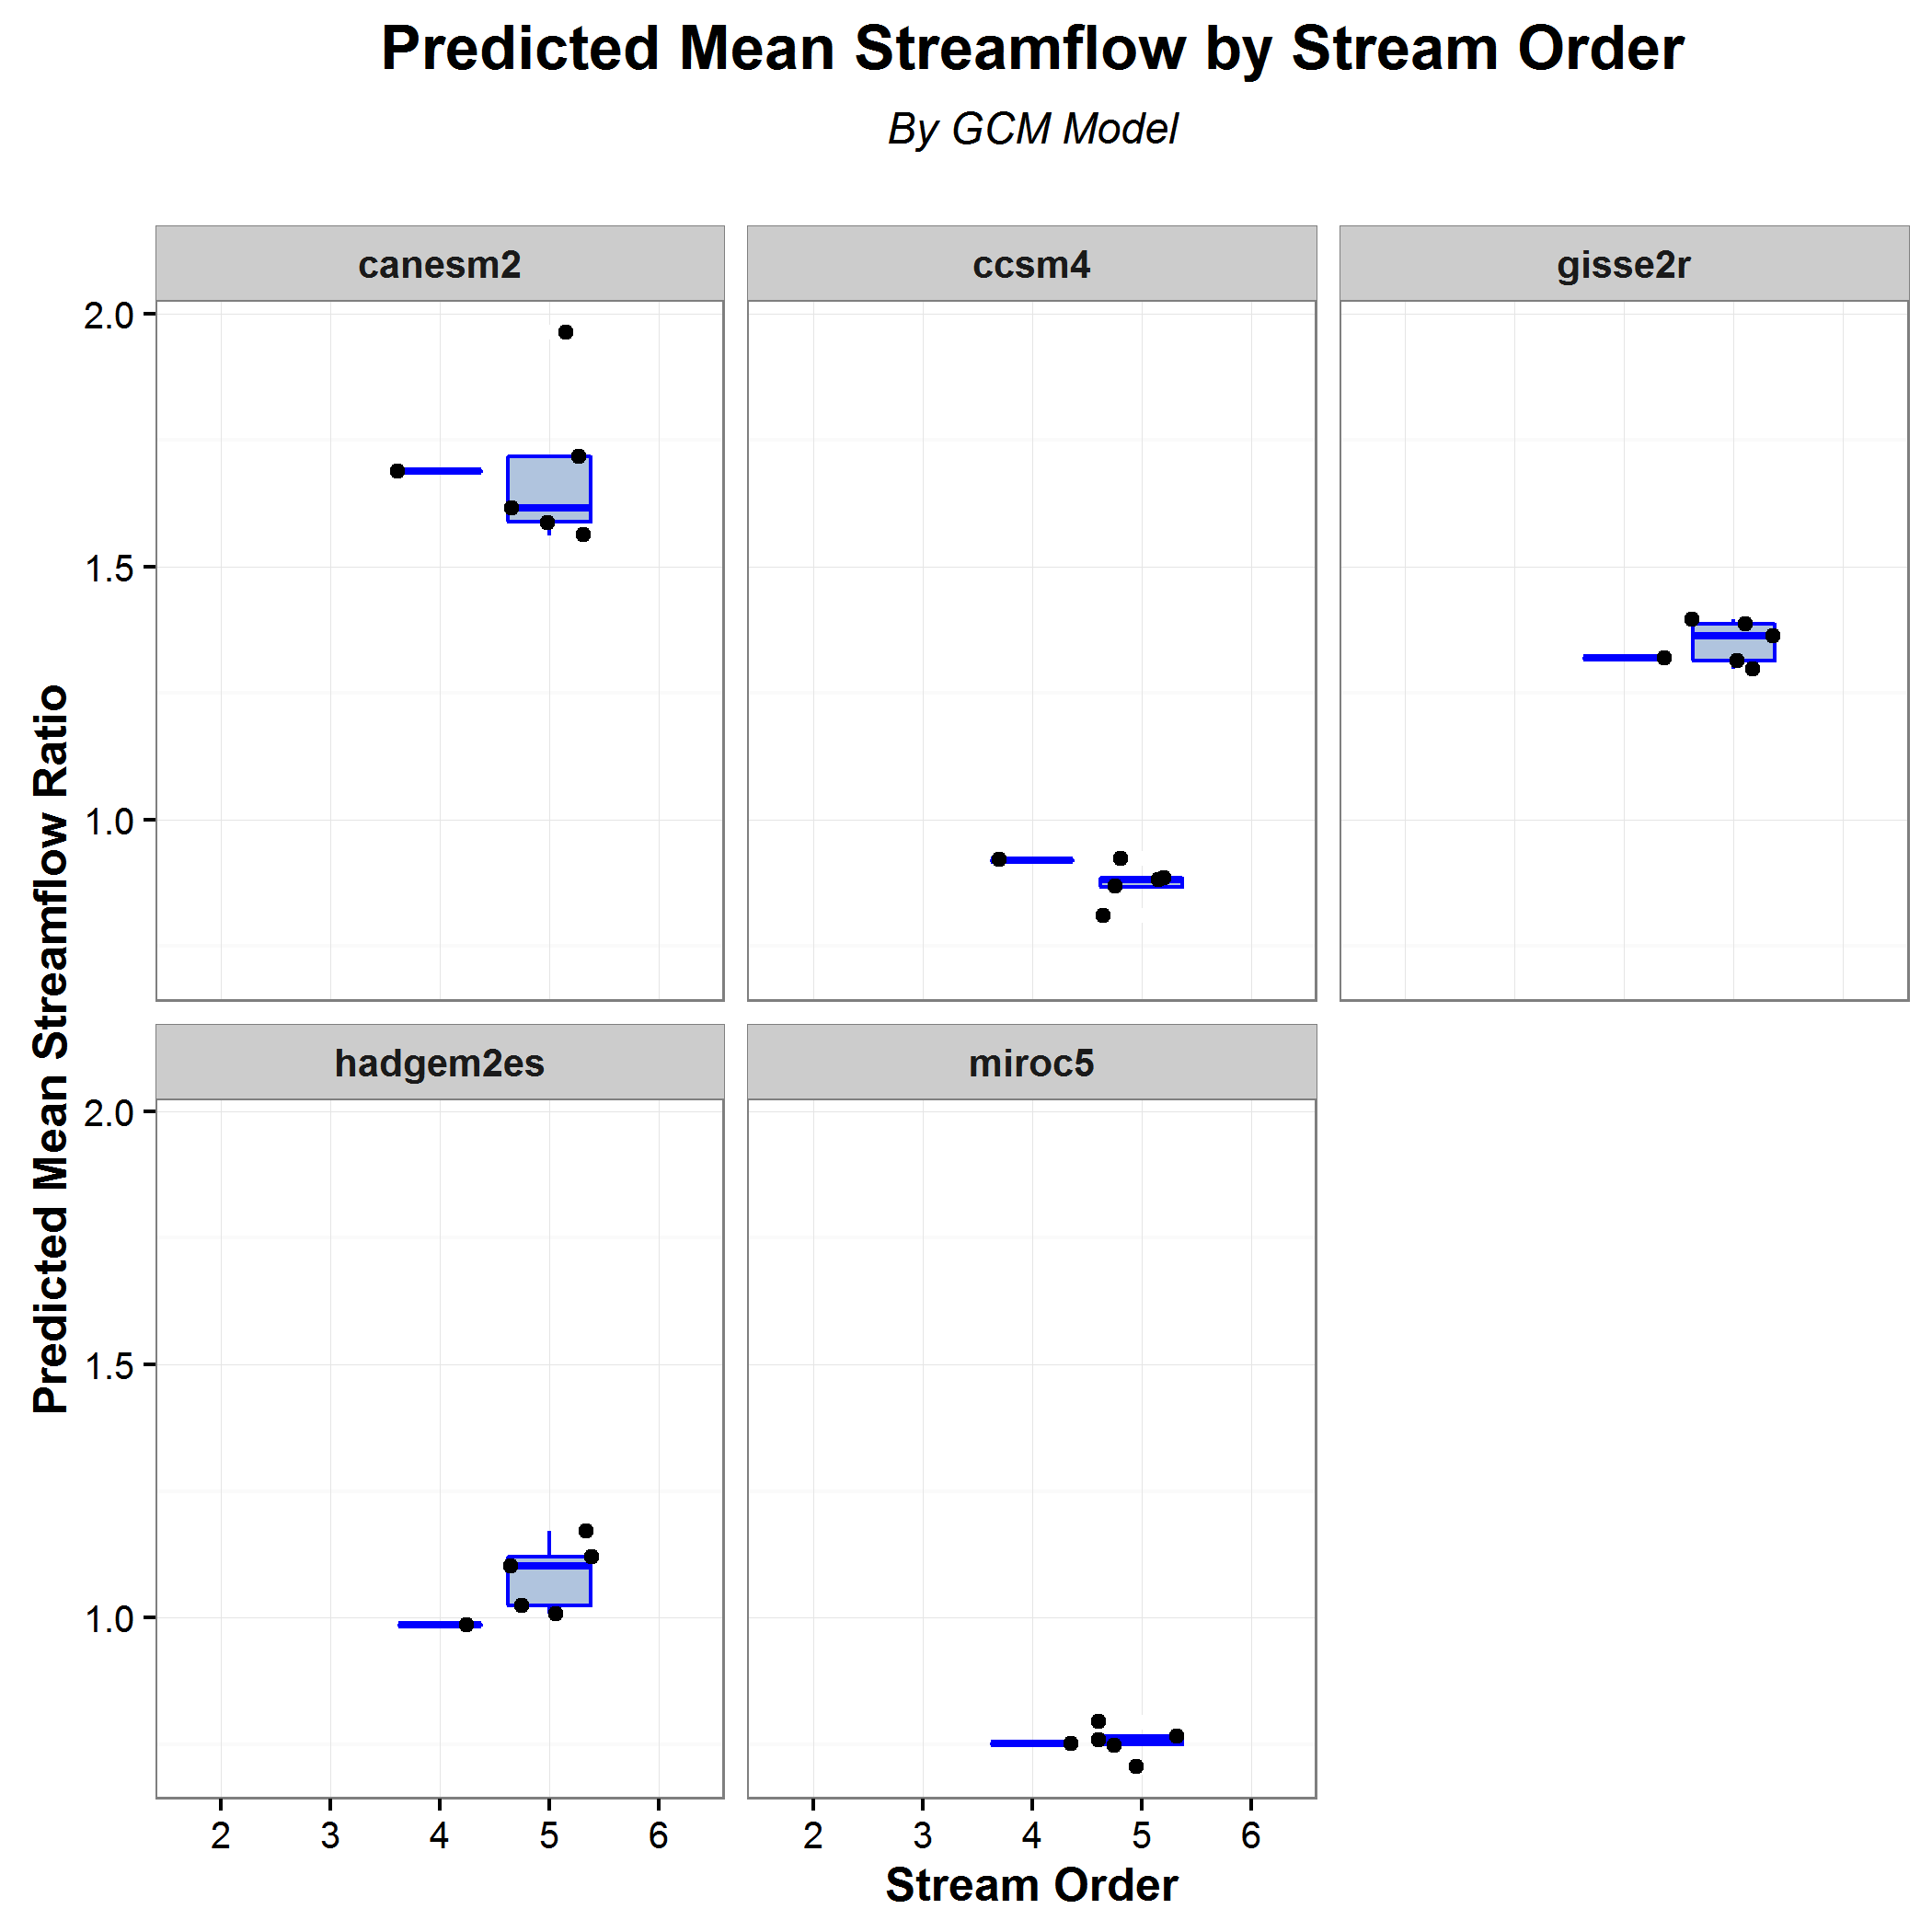 Predicted Mean Streamflow by Stream Order
By GCM Model
canesm2
ccsm4
gisse2r
2.0
1.5
1.0
Predicted Mean Streamflow Ratio
hadgem2es
miroc5
2.0
1.5
1.0
2 3 4 5 6
2 3 4 5 6
Stream Order